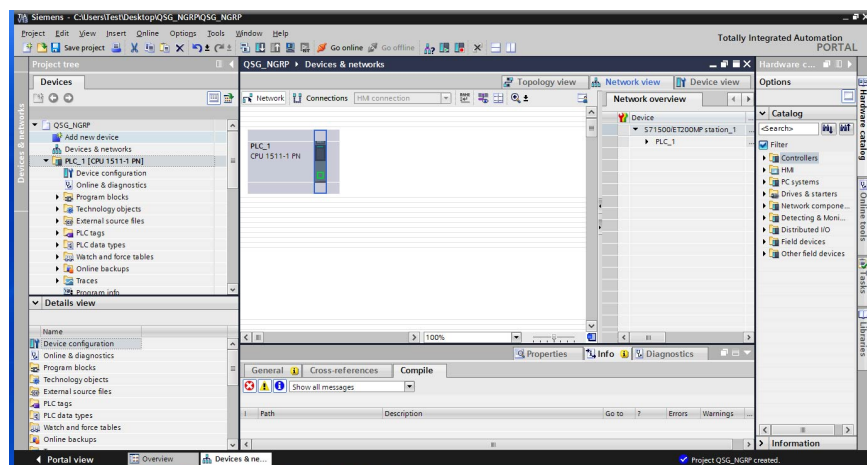 Siemens - C:\Users\Test\Desktop\QSG_NGRP\QSG_NGRP
Project Edit View Insert Online Options Tools Window Help
Totally Integrated Automation
PORTAL
Save project Go online Go offline
Project tree
QSG_NGRP Devices & networks
Hardware c...
Devices
Topology view Network view Device view
Options
Network Connections HMI connection
Network overview
Catalog
<Search>
Filter
Controllers
HMI
PC systems
Drives & starters
Network compone...
Detecting & Moni...
Distributed I/O
Field devices
Other field devices
Information
Devices & networks
QSG_NGRP
Add new device
Devices & networks
PLC_1 [CPU 1511-1 PN]
Device configuration
Online & diagnostics
Program blocks
Technology objects
External source files
PLC tags
PLC data types
Watch and force tables
Online backups
Traces
Program info
PLC_1
CPU 1511-1 PN
Device
S71500/ET200MP station_1
PLC_1
100%
Details view
Name
Device configuration
Online & diagnostics
Program blocks
Technology objects
External source files
PLC tags
PLC data types
Watch and force tables
Online backups
Properties Info Diagnostics
General Cross-references Compile
Show all messages
! Path Description Go to ? Errors Warnings ...
Hardware catalog
Online tools
Tasks
Libraries
Portal view Overview Devices & ne...
Project QSG_NGRP created.